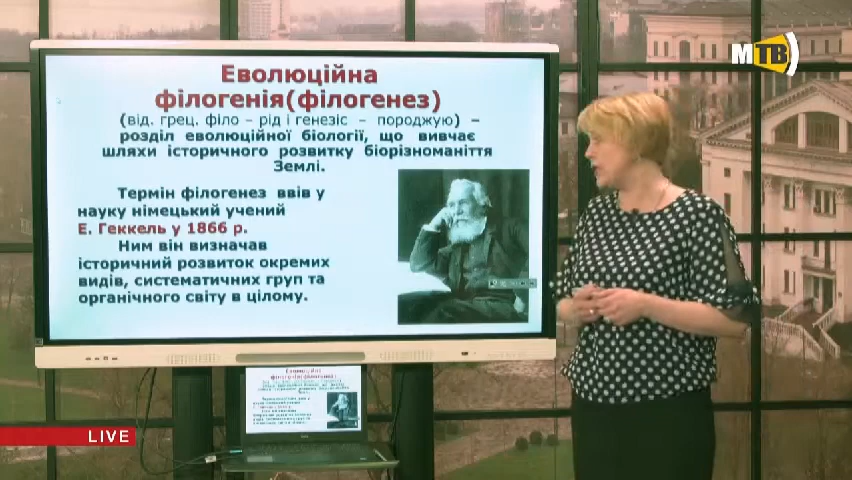 МТВ
Еволюційна
філогенія(філогенез)
(від. грец. філо – рід і генезіс – породжую) –
розділ еволюційної біології, що вивчає
шляхи історичного розвитку біорізноманіття
Землі.
Термін філогенез ввів у
науку німецький учений
Е. Геккель у 1866 р.
Ним він визначав
історичний розвиток окремих
видів, систематичних груп та
органічного світу в цілому.
LIVE